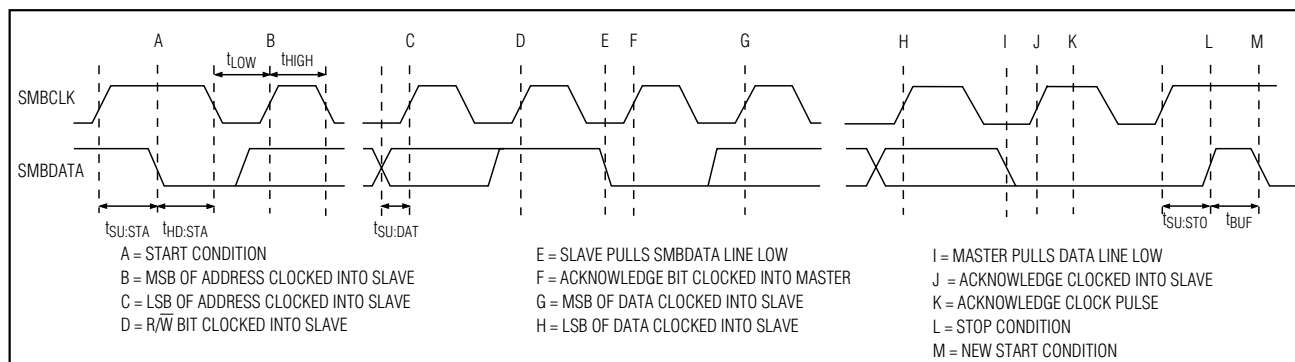 A B C D E F G H I J K L M
tLOW tHIGH
SMBCLK
SMBDATA
tSU:STA tHD:STA tSU:DAT tSU:STO tBUF
A = START CONDITION
B = MSB OF ADDRESS CLOCKED INTO SLAVE
C = LSB OF ADDRESS CLOCKED INTO SLAVE
D = R/W̅ BIT CLOCKED INTO SLAVE
E = SLAVE PULLS SMBDATA LINE LOW
F = ACKNOWLEDGE BIT CLOCKED INTO MASTER
G = MSB OF DATA CLOCKED INTO SLAVE
H = LSB OF DATA CLOCKED INTO SLAVE
I = MASTER PULLS DATA LINE LOW
J = ACKNOWLEDGE CLOCKED INTO SLAVE
K = ACKNOWLEDGE CLOCK PULSE
L = STOP CONDITION
M = NEW START CONDITION